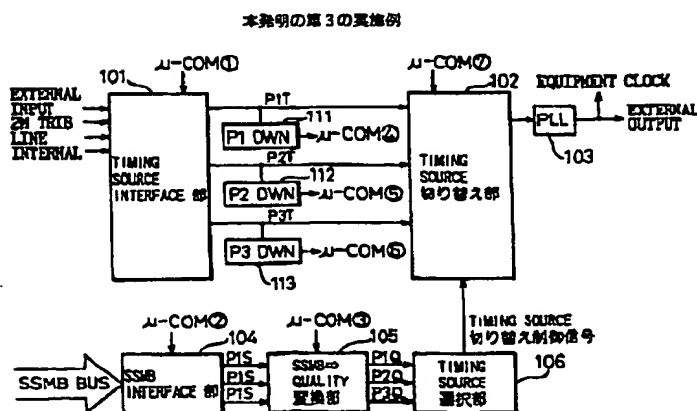 本発明の第3の実施例
μ-COM①
101
EXTERNAL
INPUT
2M TRIB
LINE
INTERNAL
TIMING
SOURCE
INTERFACE 部
P1T
111
P1 DWN
μ-COM④
P2T
112
P2 DWN
μ-COM⑤
P3T
P3 DWN
μ-COM⑥
113
μ-COM⑦
102
TIMING
SOURCE
切り替え部
PLL
103
EQUIPMENT CLOCK
EXTERNAL
OUTPUT
TIMING SOURCE
切り替え制御信号
SSMB BUS
μ-COM②
104
SSMB
INTERFACE 部
P1S
P1S
P1S
μ-COM③
105
SSMB∞
QUALITY
変換部
P1Q
P2Q
P3Q
TIMING
SOURCE
選択部
106